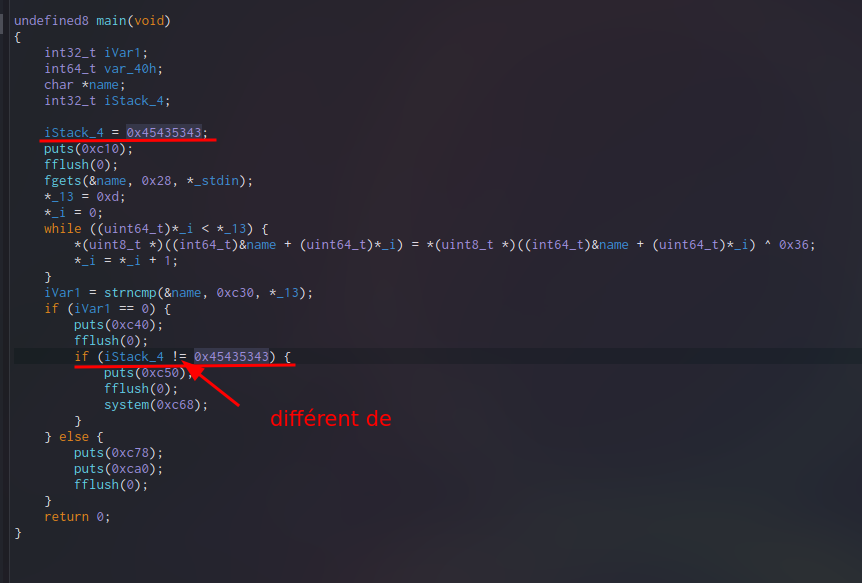 undefined8 main(void)
{
int32_t iVar1;
int64_t var_40h;
char *name;
int32_t iStack_4;
iStack_4 = 0x45435343;
puts(0xc10);
fflush(0);
fgets(&name, 0x28, *_stdin);
*_13 = 0xd;
*_i = 0;
while ((uint64_t)*_i < *_13) {
*(uint8_t *)((int64_t)&name + (uint64_t)*_i) = *(uint8_t *)((int64_t)&name + (uint64_t)*_i) ^ 0x36;
*_i = *_i + 1;
}
iVar1 = strncmp(&name, 0xc30, *_13);
if (iVar1 == 0) {
puts(0xc40);
fflush(0);
if (iStack_4 != 0x45435343) {
puts(0xc50);
fflush(0);
system(0xc68);
différent de
}
} else {
puts(0xc78);
puts(0xca0);
fflush(0);
}
return 0;
}